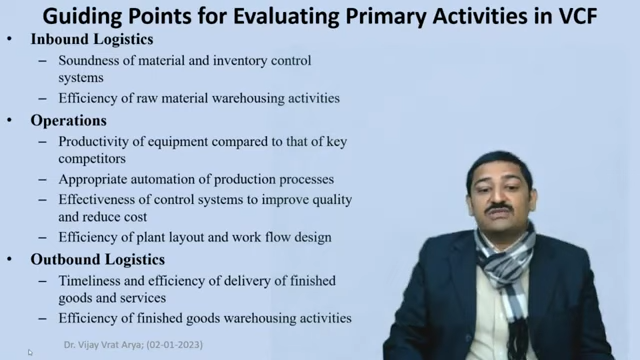 Guiding Points for Evaluating Primary Activities in VCF
• Inbound Logistics
– Soundness of material and inventory control
systems
– Efficiency of raw material warehousing activities
• Operations
– Productivity of equipment compared to that of key
competitors
– Appropriate automation of production processes
– Effectiveness of control systems to improve quality
and reduce cost
– Efficiency of plant layout and work flow design
• Outbound Logistics
– Timeliness and efficiency of delivery of finished
goods and services
– Efficiency of finished goods warehousing activities
Dr. Vijay Vrat Arya; (02-01-2023)